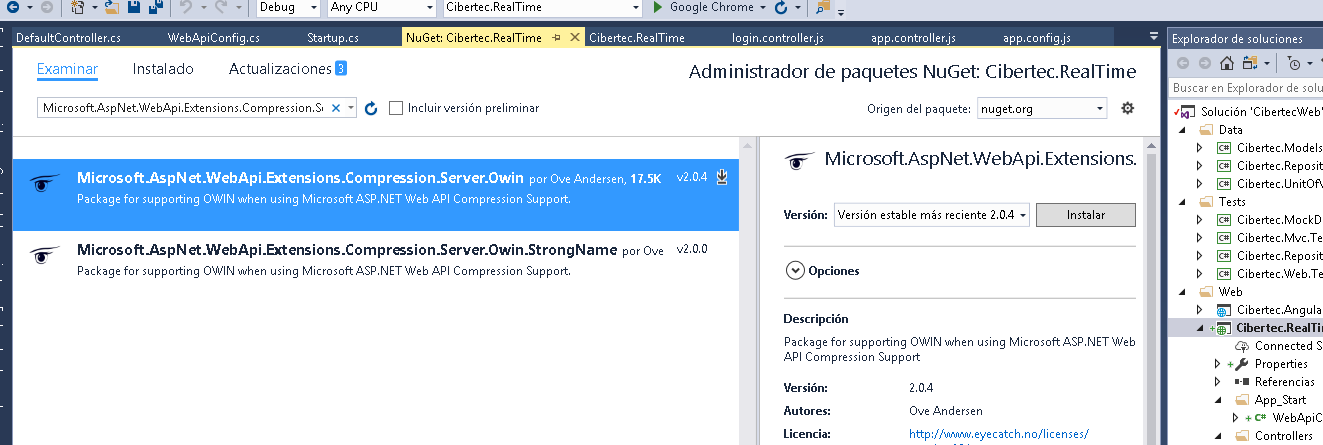 Debug Any CPU Cibertec.RealTime Google Chrome
DefaultController.cs WebApiConfig.cs Startup.cs NuGet: Cibertec.RealTime Cibertec.RealTime login.controller.js app.controller.js app.config.js
Explorador de soluciones
Examinar Instalado Actualizaciones 3
Administrador de paquetes NuGet: Cibertec.RealTime
Microsoft.AspNet.WebApi.Extensions.Compression.Se
Incluir versión preliminar
Origen del paquete: nuget.org
Microsoft.AspNet.WebApi.Extensions.Compression.Server.Owin por Ove Andersen, 17.5K v2.0.4
Package for supporting OWIN when using Microsoft ASP.NET Web API Compression Support.
Microsoft.AspNet.WebApi.Extensions.Compression.Server.Owin.StrongName por Ove v2.0.0
Package for supporting OWIN when using Microsoft ASP.NET Web API Compression Support.
Microsoft.AspNet.WebApi.Extensions.
Versión: Versión estable más reciente 2.0.4 Instalar
Opciones
Descripción
Package for supporting OWIN when using Microsoft ASP.NET Web
API Compression Support
Versión: 2.0.4
Autores: Ove Andersen
Licencia: http://www.eyecatch.no/licenses/
Buscar en Explorador de solu
Solución 'CibertecWeb'
Data
Cibertec.Models
Cibertec.Reposit
Cibertec.UnitOfV
Tests
Cibertec.MockD
Cibertec.Mvc.Te
Cibertec.Reposit
Cibertec.Web.Te
Web
Cibertec.Angula
Cibertec.RealTi
Connected S
Properties
Referencias
App_Start
WebApiC
Controllers